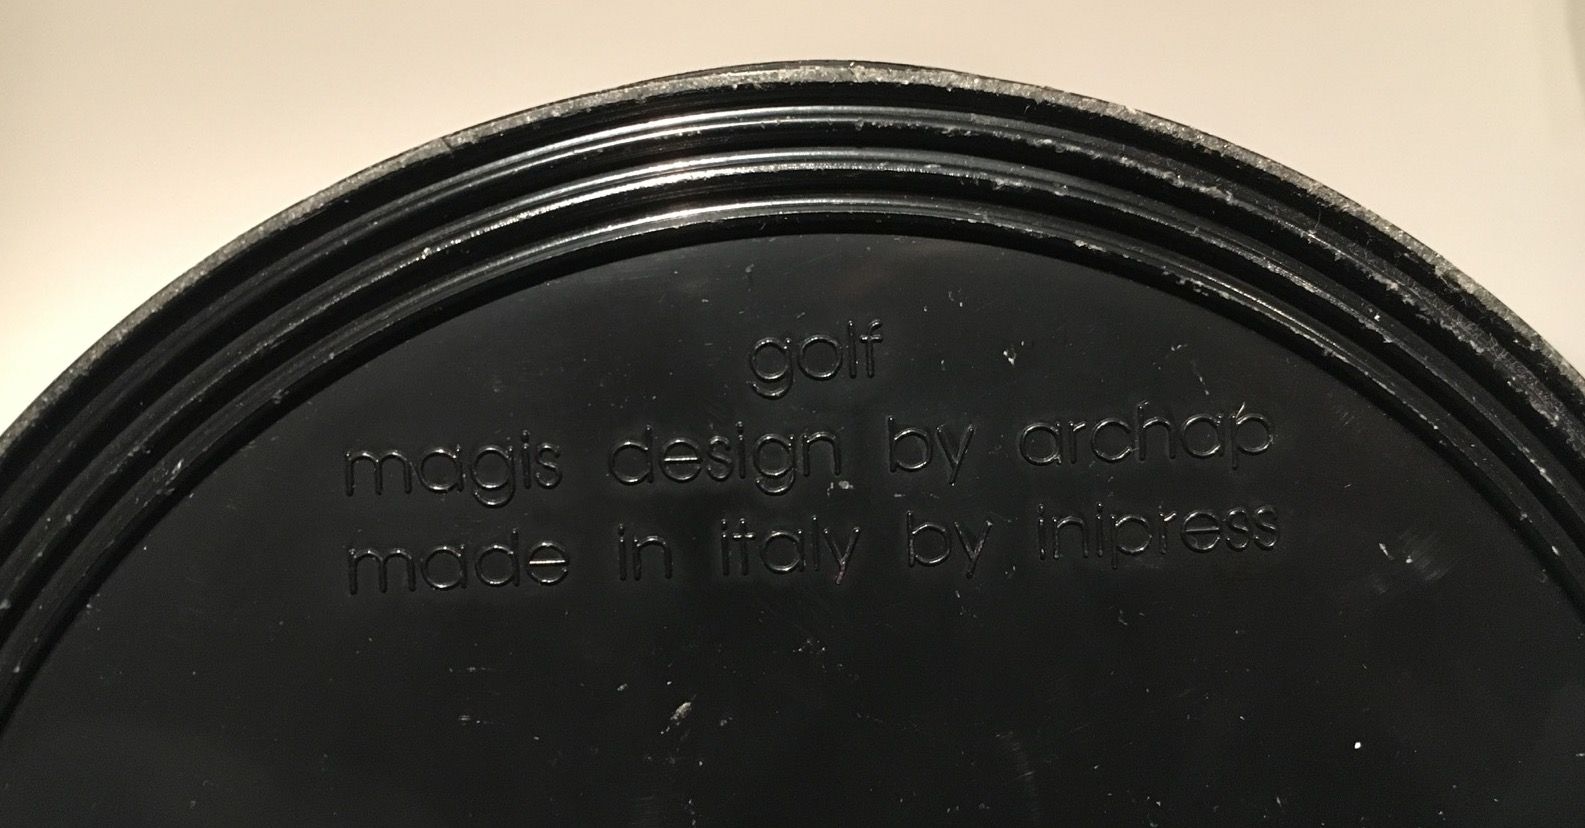 golf
magis design by archap
made in italy by inipress